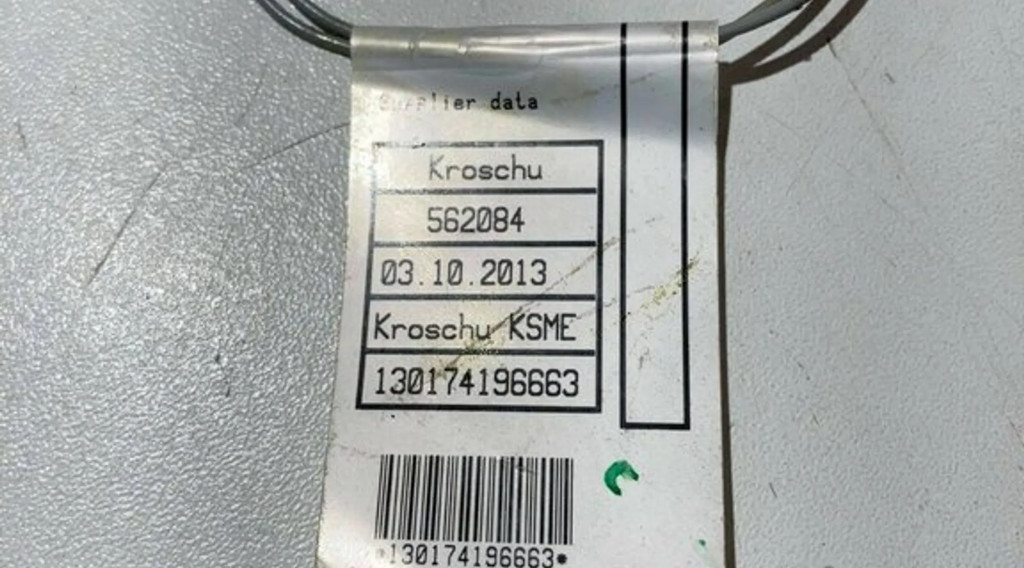 Supplier data
Kroschu
562084
03.10.2013
Kroschu KSME
130174196663
*130174196663*